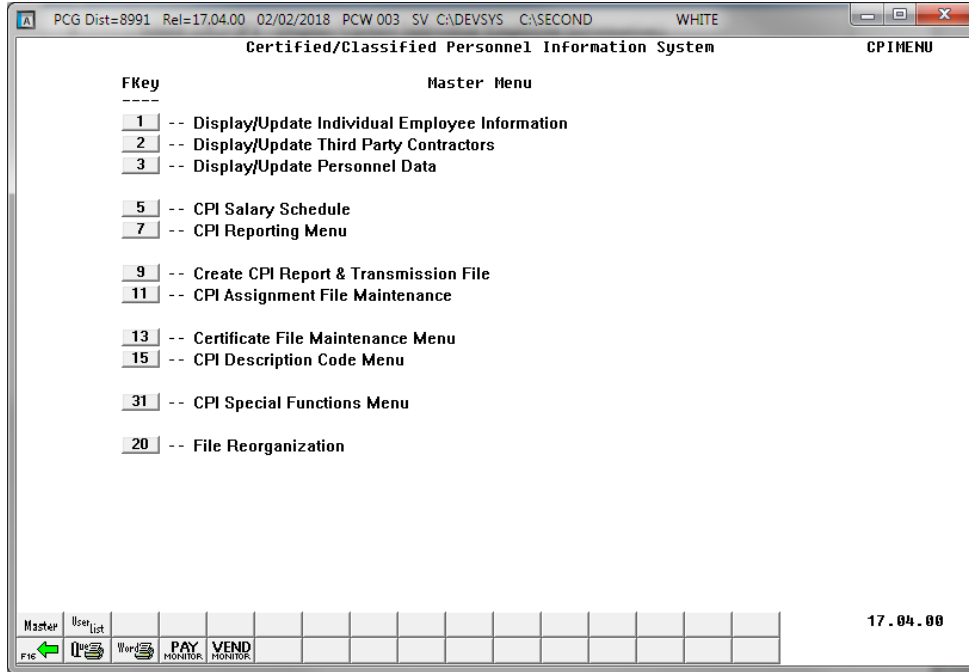 A PCG Dist=8991 Rel=17.04.00 02/02/2018 PCW 003 SV C:\DEVSYS C:\SECOND WHITE
Certified/Classified Personnel Information System CPIMENU
FKey Master Menu
----
1 -- Display/Update Individual Employee Information
2 -- Display/Update Third Party Contractors
3 -- Display/Update Personnel Data
5 -- CPI Salary Schedule
7 -- CPI Reporting Menu
9 -- Create CPI Report & Transmission File
11 -- CPI Assignment File Maintenance
13 -- Certificate File Maintenance Menu
15 -- CPI Description Code Menu
31 -- CPI Special Functions Menu
20 -- File Reorganization
Master User List 17.04.00
F16 Que Word PAY MONITOR VEND MONITOR